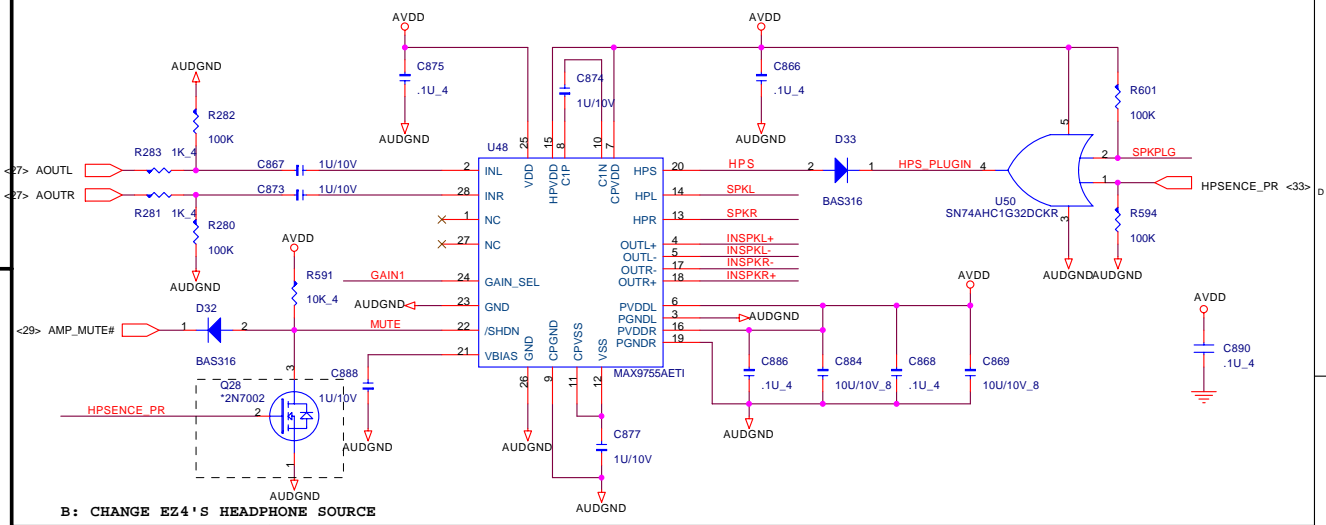 AVDD
AVDD
AUDGND
C875
.1U_4
AUDGND
C874
1U/10V
C866
.1U_4
AUDGND
R601
100K
R282
100K
R283 1K_4
C867 1U/10V
<27> AOUTL
<27> AOUTR
C873 1U/10V
R281 1K_4
R280
100K
AUDGND
U48
25
15
8
10
7
VDD
HPVDD
C1P
C1N
CPVDD
2 INL
28 INR
1 NC
27 NC
GAIN1 24 GAIN_SEL
AUDGND 23 GND
MUTE 22 /SHDN
21 VBIAS
GND
CPGND
CPVSS
VSS
26
9
11
12
HPS 20 HPS
HPL 14 SPKL
HPR 13 SPKR
OUTL+ 4 INSPKL+
OUTL- 5 INSPKL-
OUTR- 17 INSPKR-
OUTR+ 18 INSPKR+
PVDDL 6
PGNDL 3 AUDGND
PVDDR 16
PGNDR 19
MAX9755AETI
D33
2 1
BAS316
HPS_PLUGIN 4
5
2 SPKPLG
1
3
U50
SN74AHC1G32DCKR
HPSENCE_PR <33>
D
R594
100K
AUDGND
AUDGND
AVDD
R591
10K_4
D32
<29> AMP_MUTE# 1 2
BAS316
Q28
*2N7002
3
HPSENCE_PR 2
1
AUDGND
C888
1U/10V
AUDGND
AUDGND
C877
1U/10V
AUDGND
AVDD
C886
.1U_4
C884
10U/10V_8
C868
.1U_4
C869
10U/10V_8
AUDGND
AVDD
C890
.1U_4
B: CHANGE EZ4'S HEADPHONE SOURCE